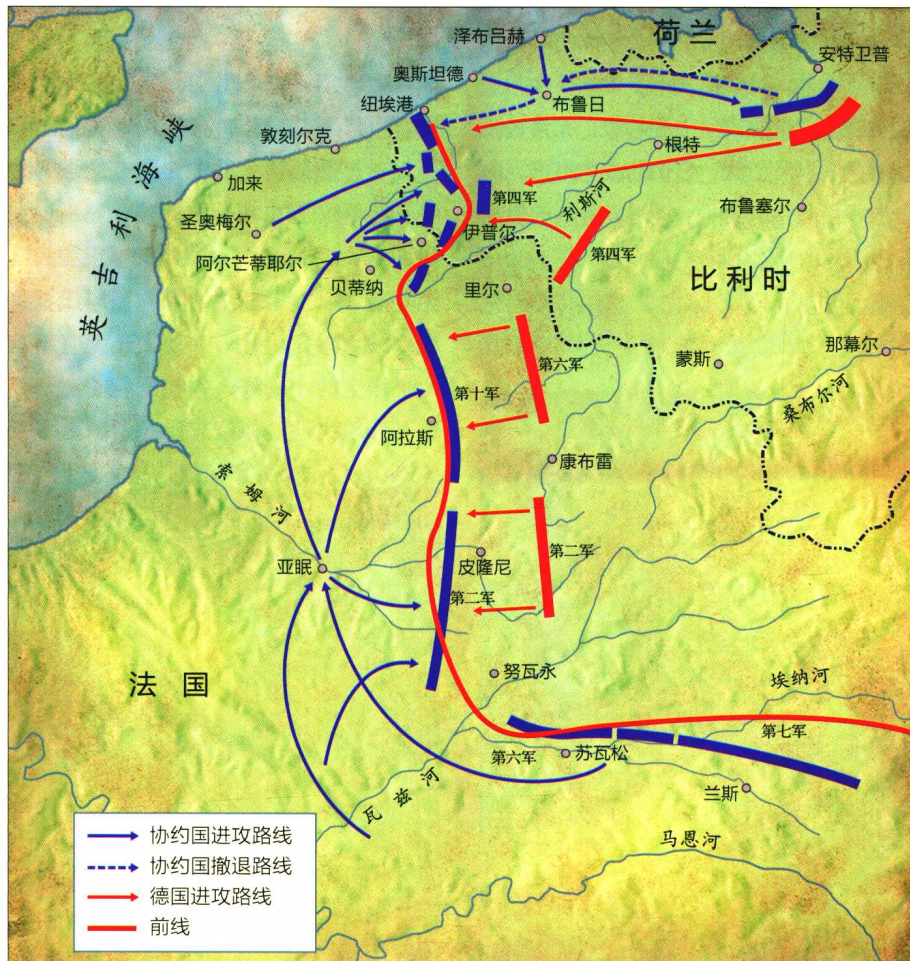 泽布吕赫
荷兰
安特卫普
奥斯坦德
布鲁日
纽埃港
敦刻尔克
根特
英吉利海峡
加来
第四军
利斯河
布鲁塞尔
圣奥梅尔
伊普尔
阿尔芒蒂耶尔
第四军
贝蒂纳
里尔
比利时
那幕尔
蒙斯
第六军
第十军
桑布尔河
阿拉斯
康布雷
索姆河
亚眠
皮隆尼
第二军
第二军
法国
努瓦永
埃纳河
第七军
第六军
苏瓦松
兰斯
瓦兹河
马恩河
协约国进攻路线
协约国撤退路线
德国进攻路线
前线